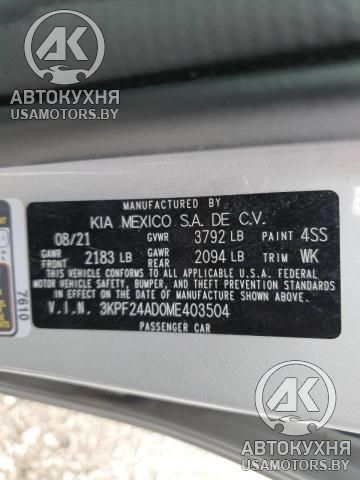 АК
АВТОКУХНЯ
USAMOTORS.BY
MANUFACTURED BY
KIA MEXICO S.A. DE C.V.
08/21 GVWR 3792 LB PAINT 4SS
GAWR FRONT 2183 LB GAWR REAR 2094 LB TRIM WK
THIS VEHICLE CONFORMS TO ALL APPLICABLE U.S.A. FEDERAL
MOTOR VEHICLE SAFETY, BUMPER, AND THEFT PREVENTION STANDARDS
IN EFFECT ON THE DATE OF MANUFACTURE SHOWN ABOVE.
V.I.N. 3KPF24AD0ME403504
PASSENGER CAR
7610
АК
АВТОКУХНЯ
USAMOTORS.BY